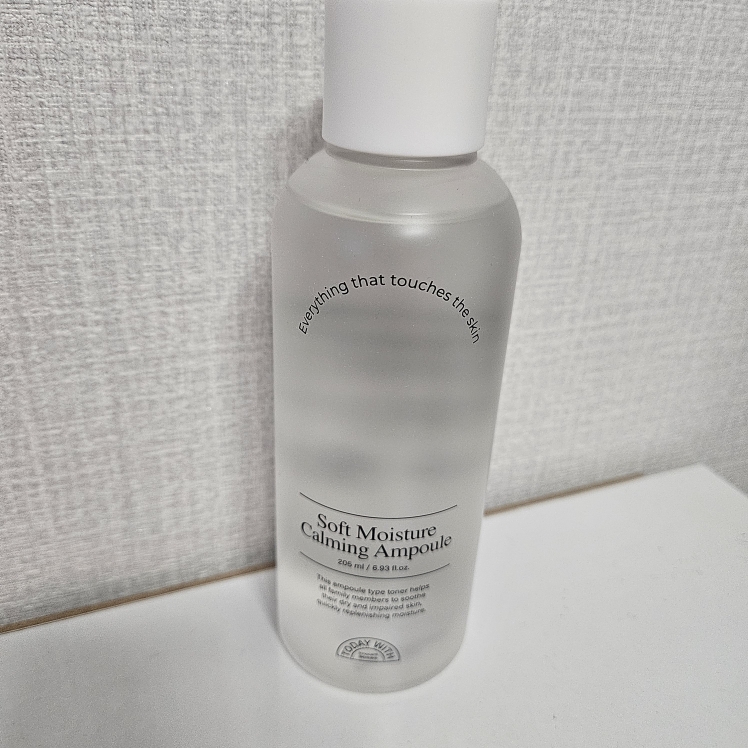 Everything that touches the skin
Soft Moisture
Calming Ampoule
205 ml / 6.93 fl.oz.
This ampoule type toner helps
all family members to soothe
their dry and impaired skin,
quickly replenishing moisture.
TODAY WITH